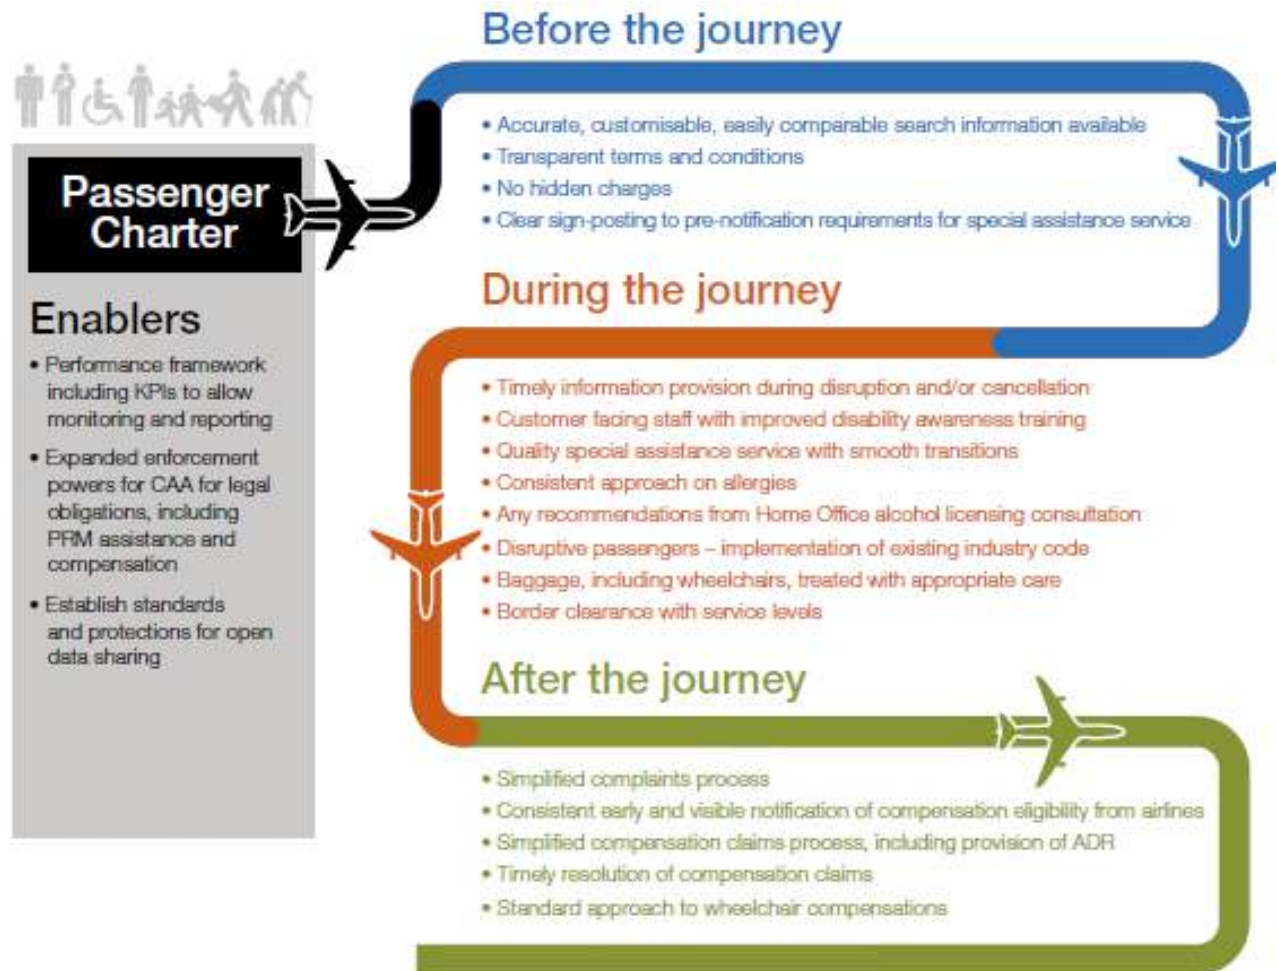 Passenger
Charter
Enablers
• Performance framework
including KPIs to allow
monitoring and reporting
• Expanded enforcement
powers for CAA for legal
obligations, including
PRM assistance and
compensation
• Establish standards
and protections for open
data sharing
Before the journey
• Accurate, customisable, easily comparable search information available
• Transparent terms and conditions
• No hidden charges
• Clear sign-posting to pre-notification requirements for special assistance service
During the journey
• Timely information provision during disruption and/or cancellation
• Customer facing staff with improved disability awareness training
• Quality special assistance service with smooth transitions
• Consistent approach on allergies
• Any recommendations from Home Office alcohol licensing consultation
• Disruptive passengers – implementation of existing industry code
• Baggage, including wheelchairs, treated with appropriate care
• Border clearance with service levels
After the journey
• Simplified complaints process
• Consistent early and visible notification of compensation eligibility from airlines
• Simplified compensation claims process, including provision of ADR
• Timely resolution of compensation claims
• Standard approach to wheelchair compensations